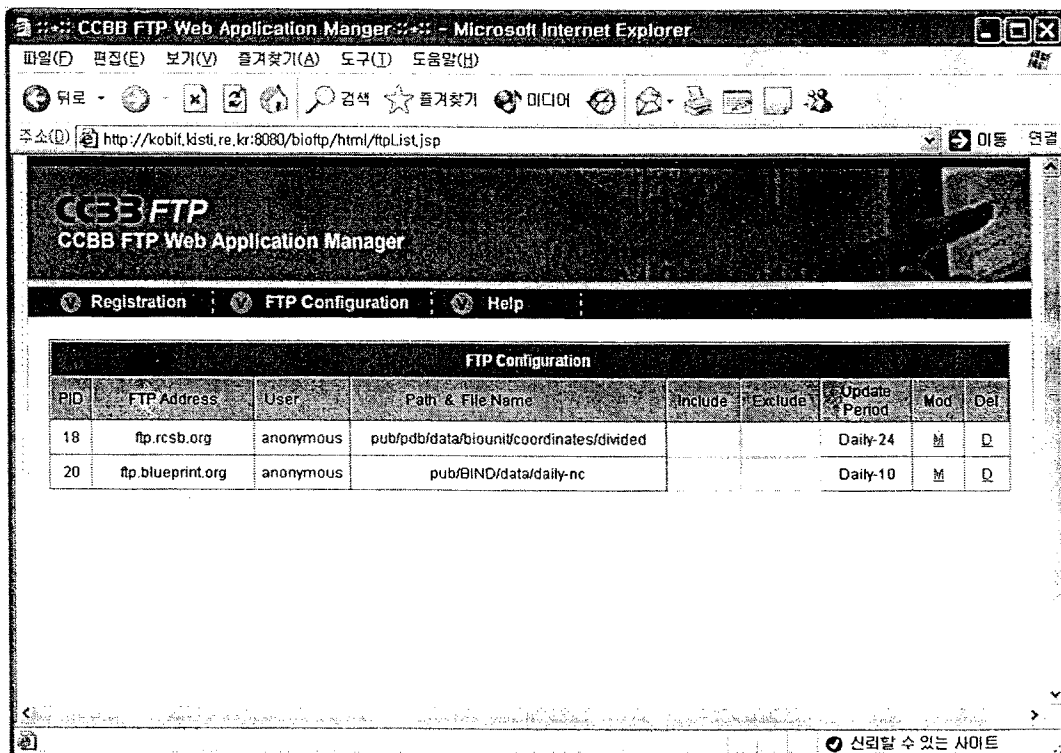 ::+:: CCBB FTP Web Application Manger ::+:: - Microsoft Internet Explorer
파일(F) 편집(E) 보기(V) 즐겨찾기(A) 도구(T) 도움말(H)
뒤로 검색 즐겨찾기 미디어
주소(D) http://kobif.kisti.re.kr:8080/bioftp/html/ftpList.jsp 이동 연결
CCBB FTP
CCBB FTP Web Application Manager
Registration FTP Configuration Help
FTP Configuration
PID FTP Address User Path & File Name Include Exclude Update Period Mod Del
18 ftp.rcsb.org anonymous pub/pdb/data/biounit/coordinates/divided Daily-24 M D
20 ftp.blueprint.org anonymous pub/BIND/data/daily-nc Daily-10 M D
신뢰할 수 있는 사이트